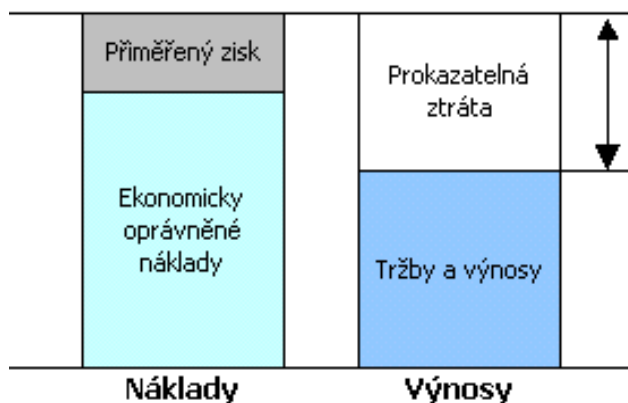 Přiměřený zisk
Ekonomicky
oprávněné
náklady
Náklady
Prokazatelná
ztráta
Tržby a výnosy
Výnosy